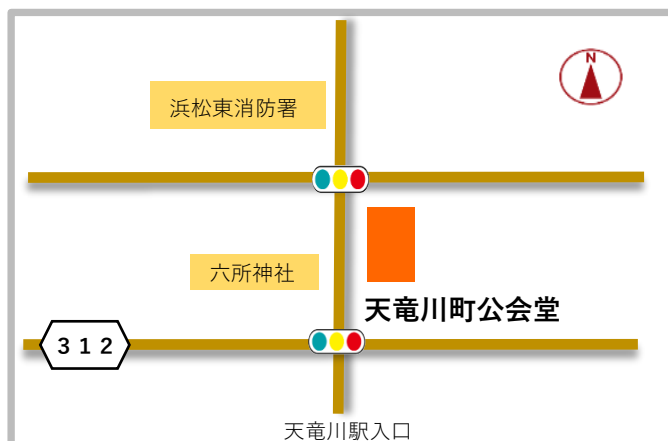 N
浜松東消防署
六所神社
天竜川町公会堂
３１２
天竜川駅入口